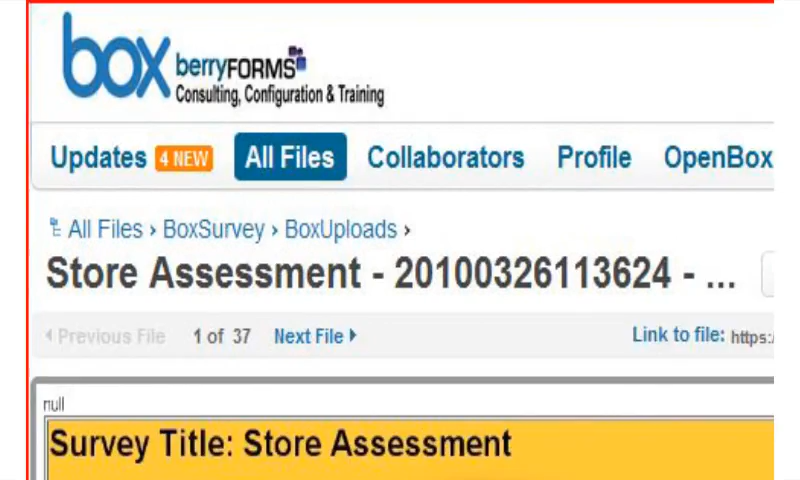 box berryFORMS
Consulting, Configuration & Training
Updates 4 NEW All Files Collaborators Profile OpenBox
All Files › BoxSurvey › BoxUploads ›
Store Assessment - 20100326113624 - ...
Previous File 1 of 37 Next File Link to file: https:/
null
Survey Title: Store Assessment